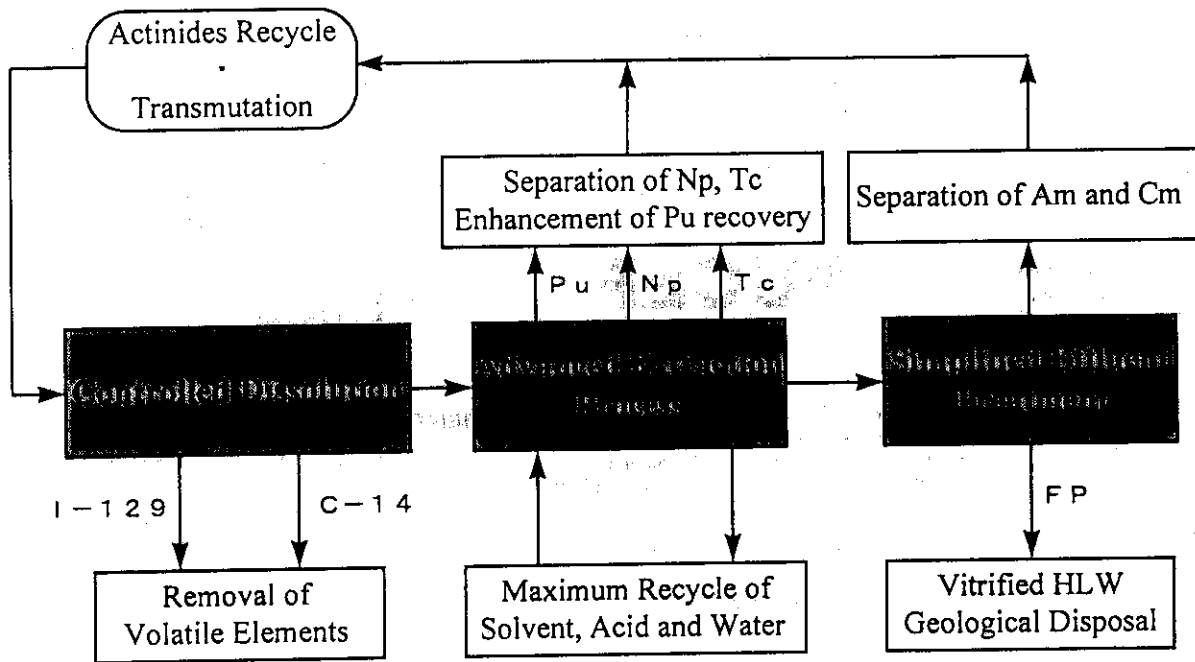 Actinides Recycle
·
Transmutation
Separation of Np, Tc
Enhancement of Pu recovery
Separation of Am and Cm
Pu
Np
Tc
Controlled Dissolution
Process
I-129
C-14
FP
Removal of
Volatile Elements
Maximum Recycle of
Solvent, Acid and Water
Vitrified HLW
Geological Disposal